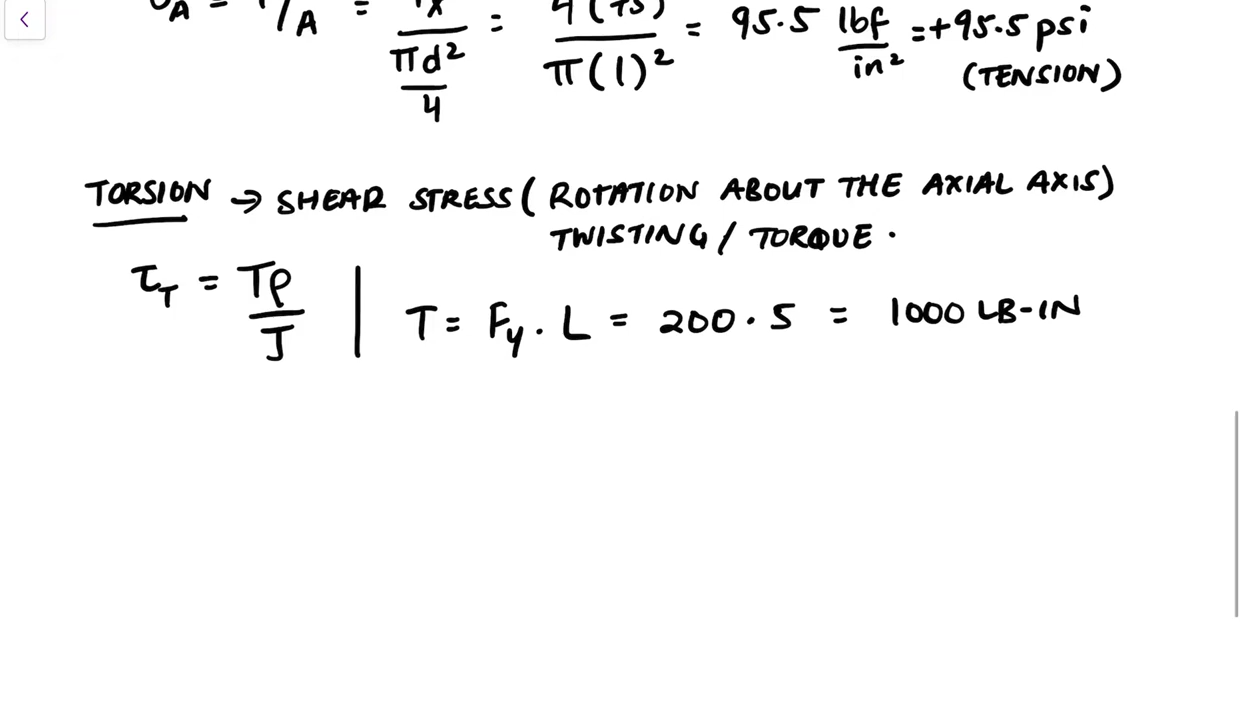 σA = P/A = Fx / πd²/4 = 4(75) / π(1)² = 95.5 lbf/in² = +95.5 psi
(TENSION)
TORSION → SHEAR STRESS ( ROTATION ABOUT THE AXIAL AXIS)
TWISTING / TORQUE .
τT = Tρ/J | T = Fy . L = 200 . 5 = 1000 LB-IN